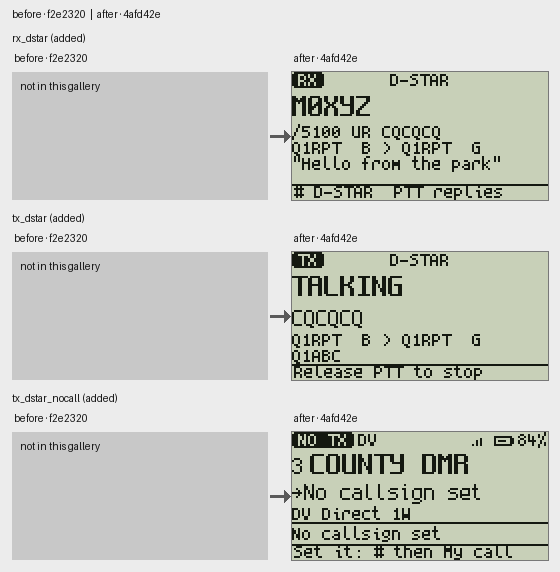 before·f2e2320 | after·4afd42e
rx_dstar (added)
before·f2e2320
after·4afd42e
not in this gallery
RX D-STAR
M0XYZ
/5100 UR CQCQCQ
Q1RPT B > Q1RPT G
"Hello from the park"
# D-STAR PTT replies
tx_dstar (added)
before·f2e2320
after·4afd42e
not in this gallery
TX D-STAR
TALKING
CQCQCQ
Q1RPT B > Q1RPT G
Q1ABC
Release PTT to stop
tx_dstar_nocall (added)
before·f2e2320
after·4afd42e
not in this gallery
NO TX DV 84%
3 COUNTY DMR
→No callsign set
DV Direct 1W
No callsign set
Set it: # then My call